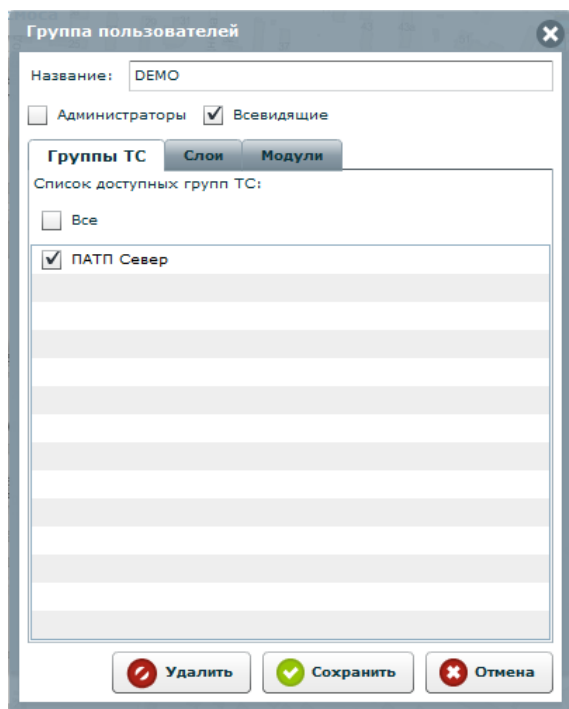 Группа пользователей
Название: DEMO
Администраторы Всевидящие
Группы ТС Слои Модули
Список доступных групп ТС:
Все
ПАТП Север
Удалить Сохранить Отмена